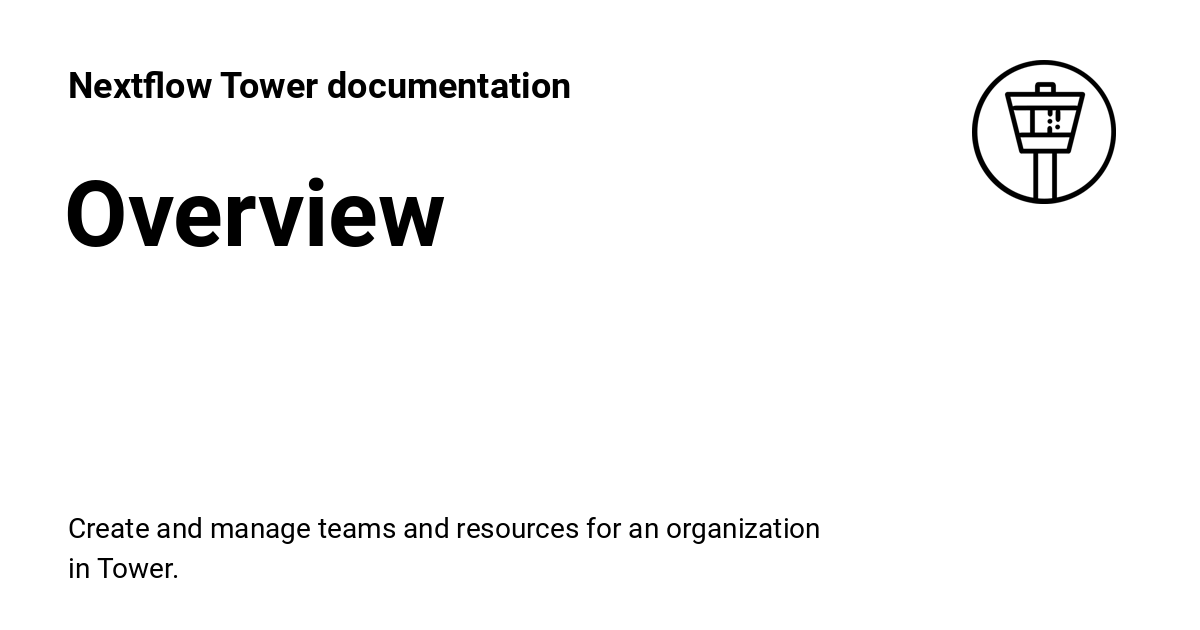 Nextflow Tower documentation
Overview
Create and manage teams and resources for an organization
in Tower.